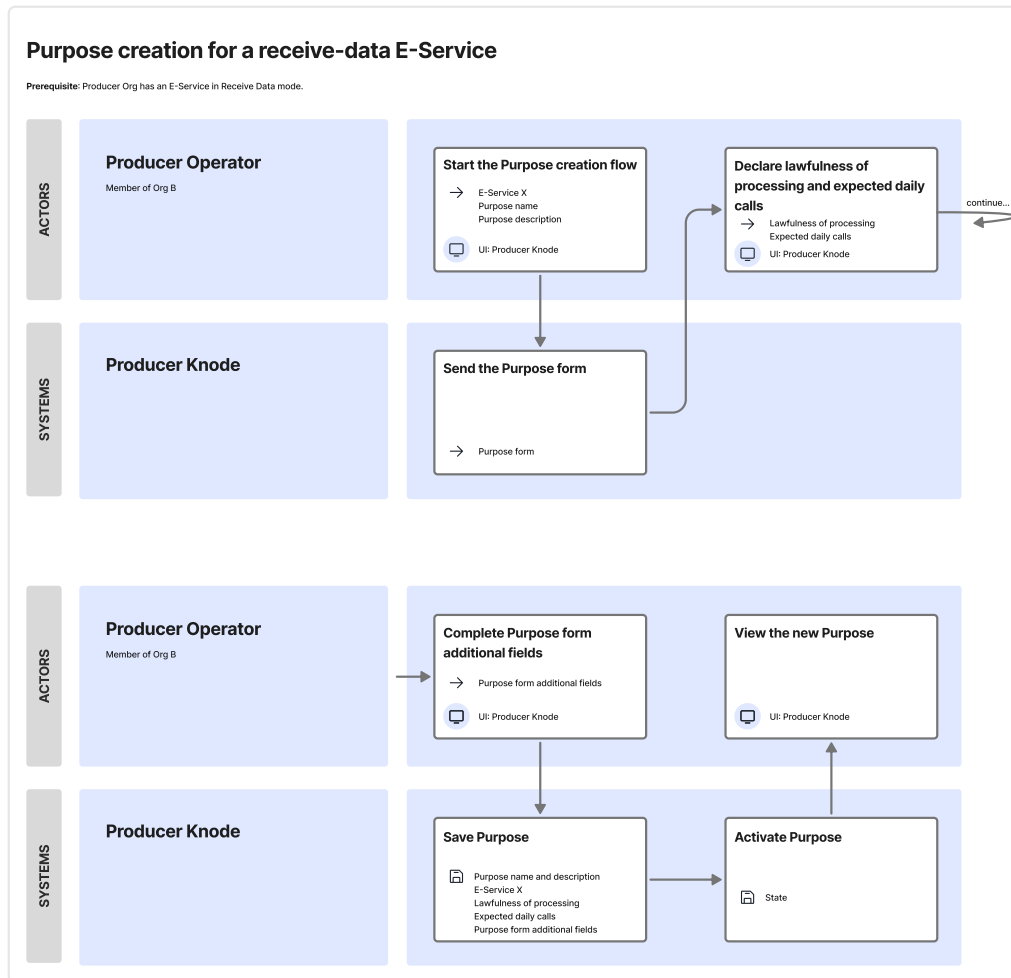 Purpose creation for a receive-data E-Service
Prerequisite: Producer Org has an E-Service in Receive Data mode.
ACTORS
Producer Operator
Member of Org B
Start the Purpose creation flow
E-Service X
Purpose name
Purpose description
UI: Producer Knode
Declare lawfulness of
processing and expected daily
calls
Lawfulness of processing
Expected daily calls
UI: Producer Knode
continue...
SYSTEMS
Producer Knode
Send the Purpose form
Purpose form
ACTORS
Producer Operator
Member of Org B
Complete Purpose form
additional fields
Purpose form additional fields
UI: Producer Knode
View the new Purpose
UI: Producer Knode
SYSTEMS
Producer Knode
Save Purpose
Purpose name and description
E-Service X
Lawfulness of processing
Expected daily calls
Purpose form additional fields
Activate Purpose
State